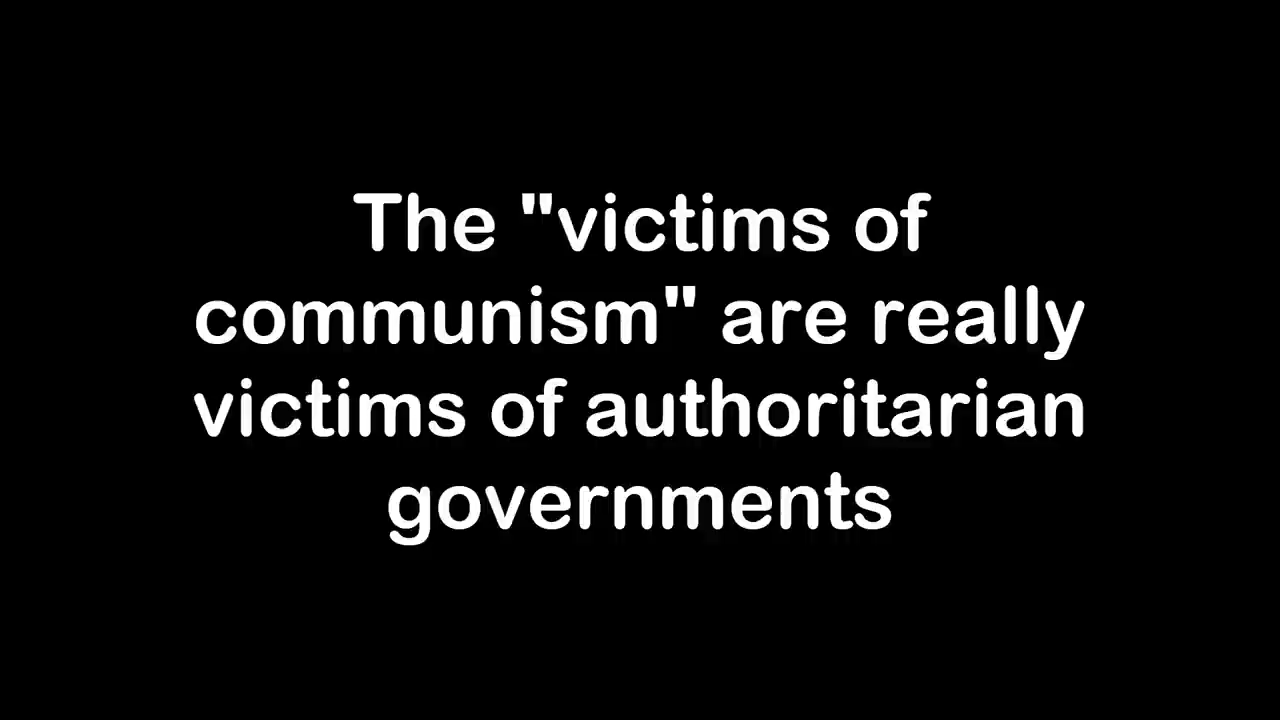 The "victims of
communism" are really
victims of authoritarian
governments